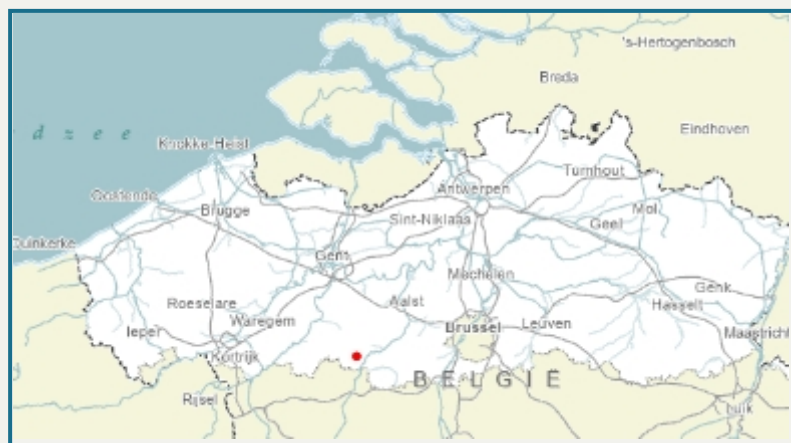 's-Hertogenbosch
Breda
dzee
Eindhoven
Knokke-Heist
Turnhout
Antwerpen
Oostende
Mol
Brugge
Sint-Niklaas
Geel
Duinkerke
Gent
Mechelen
Genk
Roeselare
Aalst
Hasselt
Waregem
Brussel
Leuven
Ieper
Maastricht
Kortrijk
BELGIË
Rijsel
Luik